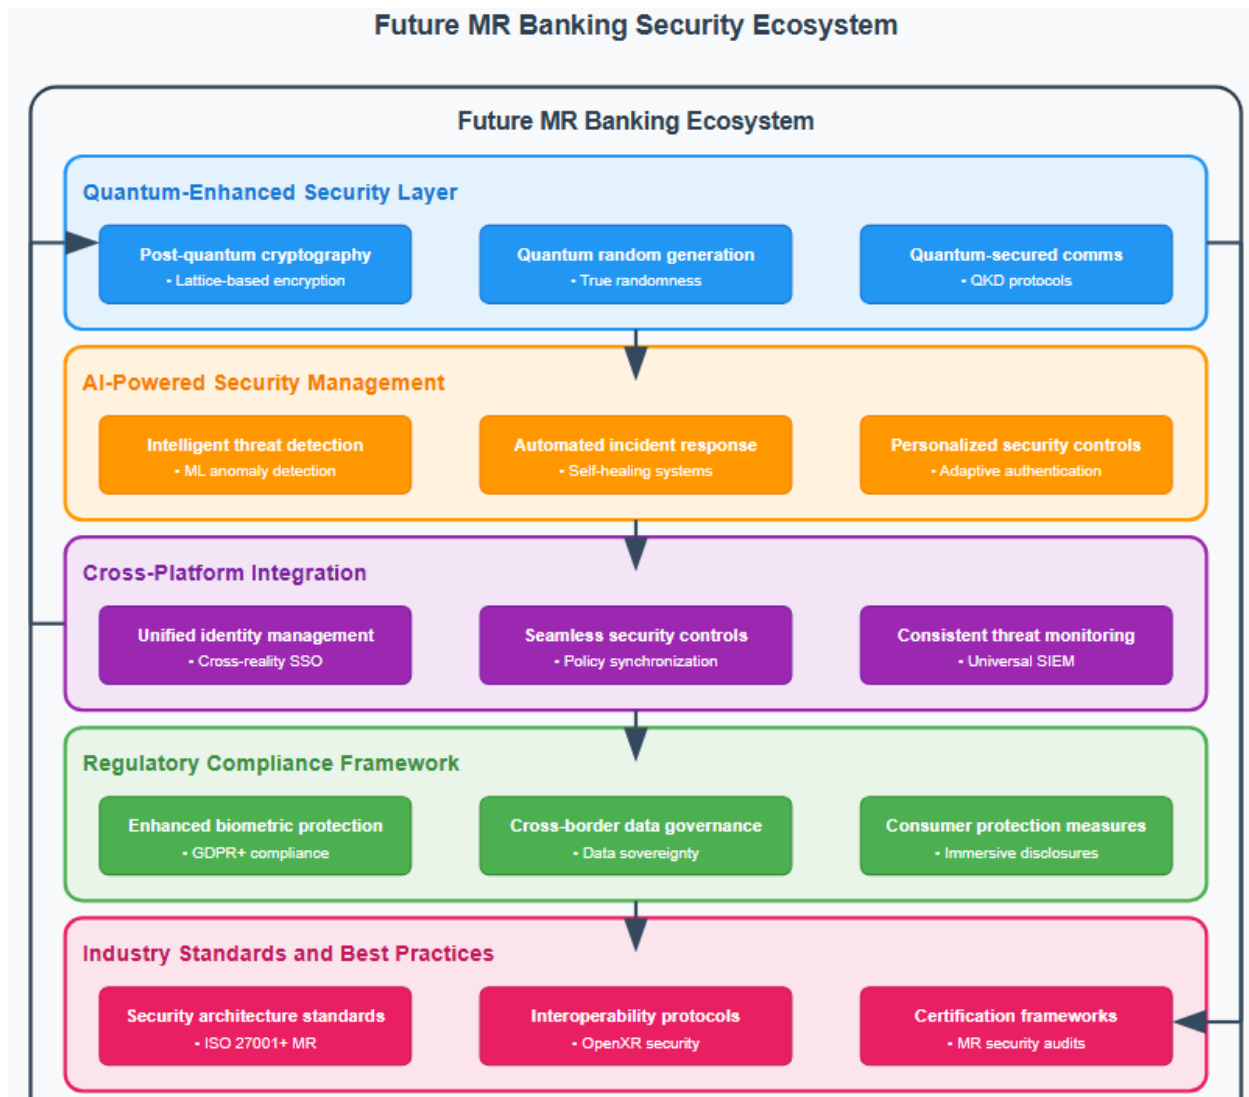 Future MR Banking Security Ecosystem
Future MR Banking Ecosystem
Quantum-Enhanced Security Layer
Post-quantum cryptography
• Lattice-based encryption
Quantum random generation
• True randomness
Quantum-secured comms
• QKD protocols
AI-Powered Security Management
Intelligent threat detection
• ML anomaly detection
Automated incident response
• Self-healing systems
Personalized security controls
• Adaptive authentication
Cross-Platform Integration
Unified identity management
• Cross-reality SSO
Seamless security controls
• Policy synchronization
Consistent threat monitoring
• Universal SIEM
Regulatory Compliance Framework
Enhanced biometric protection
• GDPR+ compliance
Cross-border data governance
• Data sovereignty
Consumer protection measures
• Immersive disclosures
Industry Standards and Best Practices
Security architecture standards
• ISO 27001+ MR
Interoperability protocols
• OpenXR security
Certification frameworks
• MR security audits